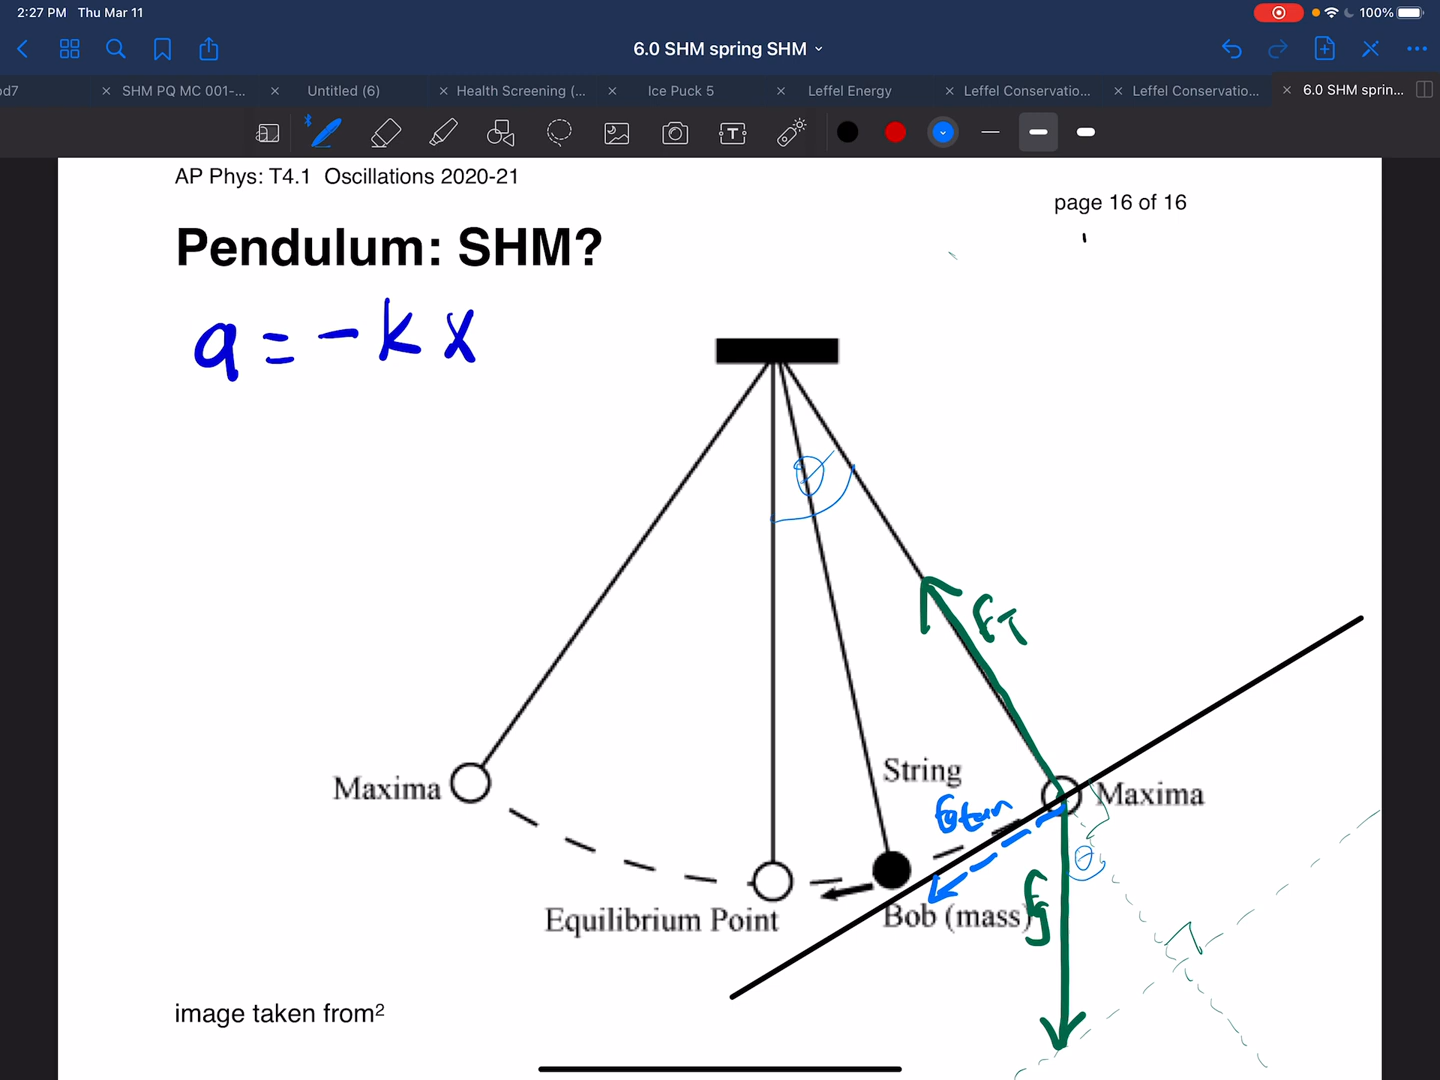 2:27 PM Thu Mar 11
100%
6.0 SHM spring SHM
od7
SHM PQ MC 001-...
Untitled (6)
Health Screening (...
Ice Puck 5
Leffel Energy
Leffel Conservatio...
Leffel Conservatio...
6.0 SHM sprin...
AP Phys: T4.1 Oscillations 2020-21
page 16 of 16
Pendulum: SHM?
a = - k x
θ
FT
String
Maxima
Fgtan
Maxima
θ
Fg
Equilibrium Point
Bob (mass)
image taken from²